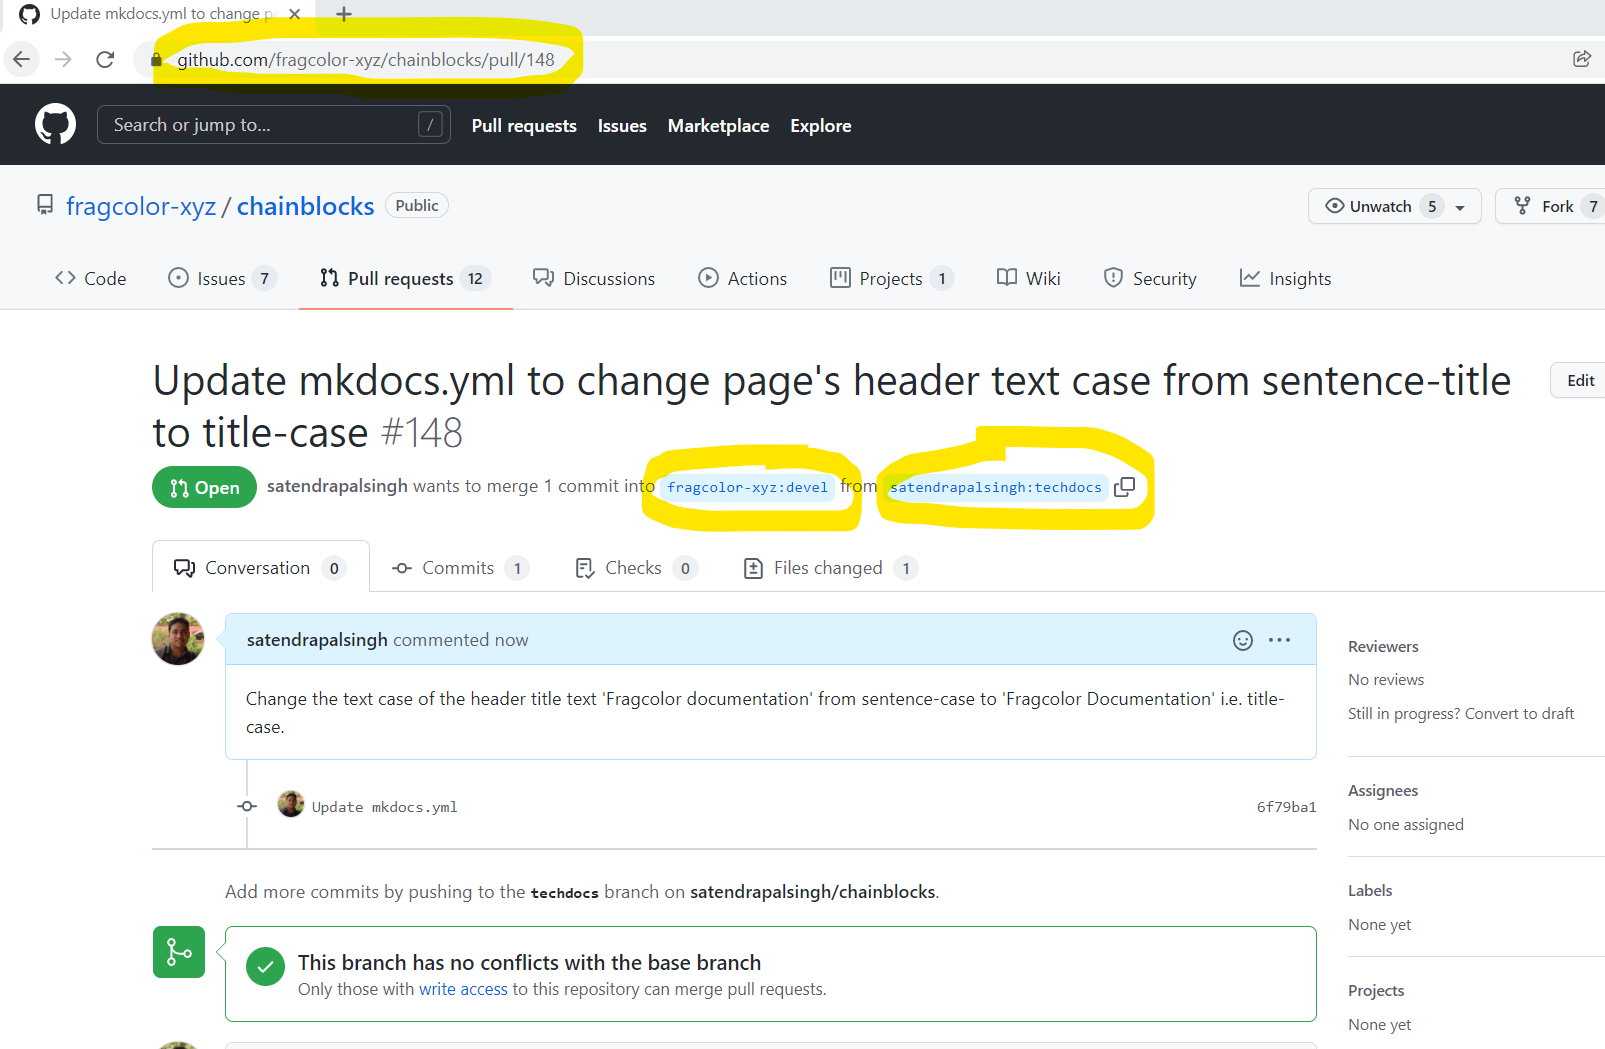 Update mkdocs.yml to change p
github.com/fragcolor-xyz/chainblocks/pull/148
Search or jump to... / Pull requests Issues Marketplace Explore
fragcolor-xyz / chainblocks Public Unwatch 5 Fork 7
Code Issues 7 Pull requests 12 Discussions Actions Projects 1 Wiki Security Insights
Update mkdocs.yml to change page's header text case from sentence-title Edit
to title-case #148
Open satendrapalsingh wants to merge 1 commit into fragcolor-xyz:devel from satendrapalsingh:techdocs
Conversation 0 Commits 1 Checks 0 Files changed 1
satendrapalsingh commented now
Change the text case of the header title text 'Fragcolor documentation' from sentence-case to 'Fragcolor Documentation' i.e. title-
case.
Update mkdocs.yml 6f79ba1
Add more commits by pushing to the techdocs branch on satendrapalsingh/chainblocks.
This branch has no conflicts with the base branch
Only those with write access to this repository can merge pull requests.
Reviewers
No reviews
Still in progress? Convert to draft
Assignees
No one assigned
Labels
None yet
Projects
None yet